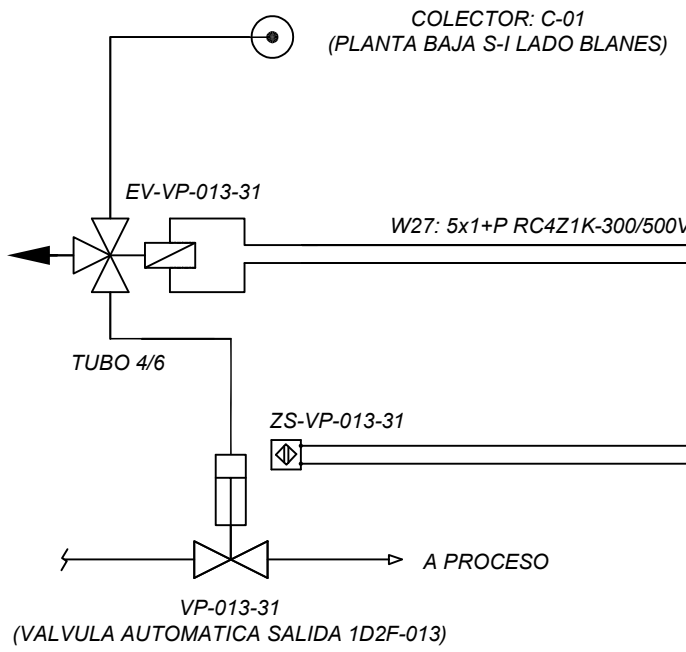 COLECTOR: C-01
(PLANTA BAJA S-I LADO BLANES)
EV-VP-013-31
W27: 5x1+P RC4Z1K-300/500V
TUBO 4/6
ZS-VP-013-31
A PROCESO
VP-013-31
(VALVULA AUTOMATICA SALIDA 1D2F-013)